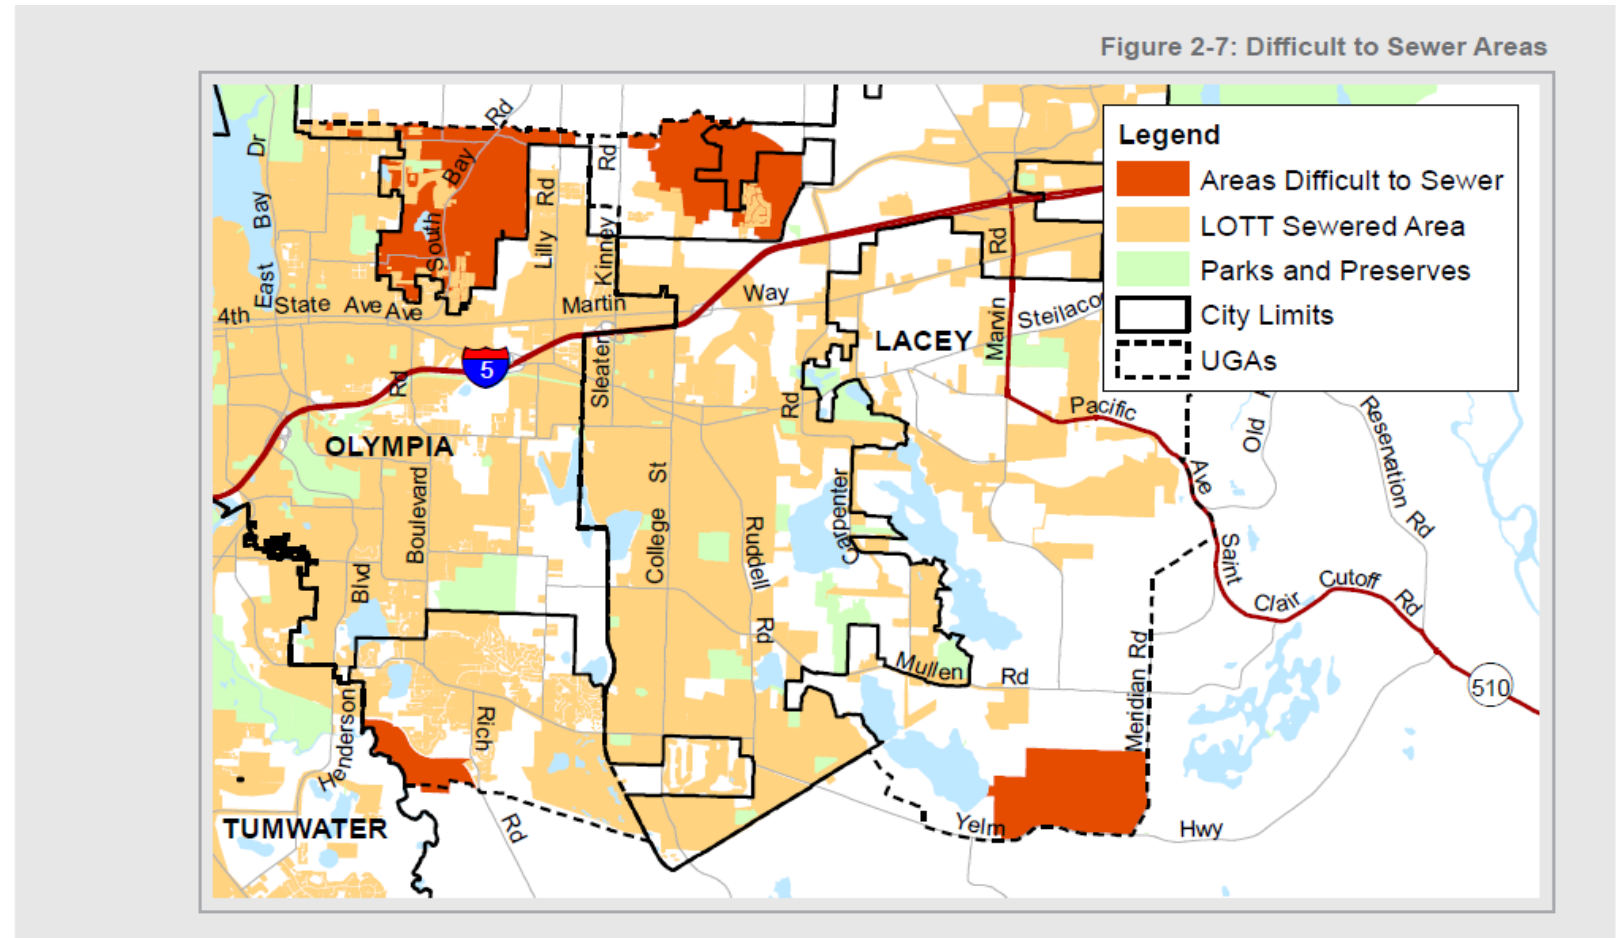 Figure 2-7: Difficult to Sewer Areas
Legend
Areas Difficult to Sewer
LOTT Sewered Area
Parks and Preserves
City Limits
UGAs
East Bay Dr
South Bay Rd
Lilly Rd
Sleater Kinney Rd
4th
State Ave
Ave
Martin Way
5
Rd
OLYMPIA
LACEY
TUMWATER
Marvin Rd
Steilaco
Pacific Ave
Old
Reservation Rd
Boulevard
Blvd
College St
Ruddell Rd
Carpenter Rd
Mullen Rd
Saint Clair Cutoff Rd
Meridian Rd
510
Henderson
Rich Rd
Yelm Hwy